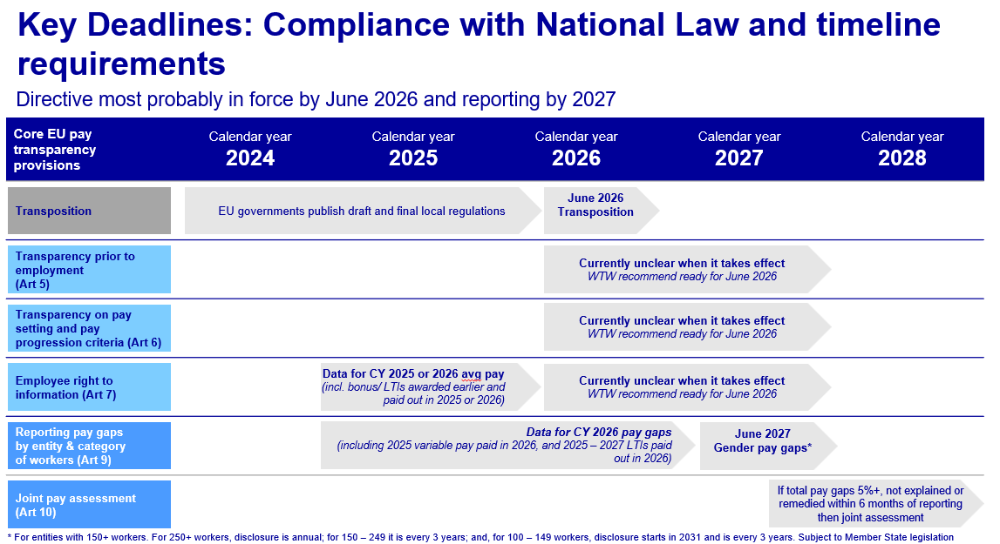 Key Deadlines: Compliance with National Law and timeline
requirements
Directive most probably in force by June 2026 and reporting by 2027
Core EU pay
transparency
provisions
Calendar year
2024
Calendar year
2025
Calendar year
2026
Calendar year
2027
Calendar year
2028
Transposition
EU governments publish draft and final local regulations
June 2026
Transposition
Transparency prior to
employment
(Art 5)
Currently unclear when it takes effect
WTW recommend ready for June 2026
Transparency on pay
setting and pay
progression criteria (Art 6)
Currently unclear when it takes effect
WTW recommend ready for June 2026
Employee right to
information (Art 7)
Data for CY 2025 or 2026 avg pay
(incl. bonus/ LTIs awarded earlier and
paid out in 2025 or 2026)
Currently unclear when it takes effect
WTW recommend ready for June 2026
Reporting pay gaps
by entity & category
of workers (Art 9)
Data for CY 2026 pay gaps
(including 2025 variable pay paid in 2026, and 2025 – 2027 LTIs paid
out in 2026)
June 2027
Gender pay gaps*
Joint pay assessment
(Art 10)
If total pay gaps 5%+, not explained or
remedied within 6 months of reporting
then joint assessment
* For entities with 150+ workers. For 250+ workers, disclosure is annual; for 150 – 249 it is every 3 years; and, for 100 – 149 workers, disclosure starts in 2031 and is every 3 years. Subject to Member State legislation